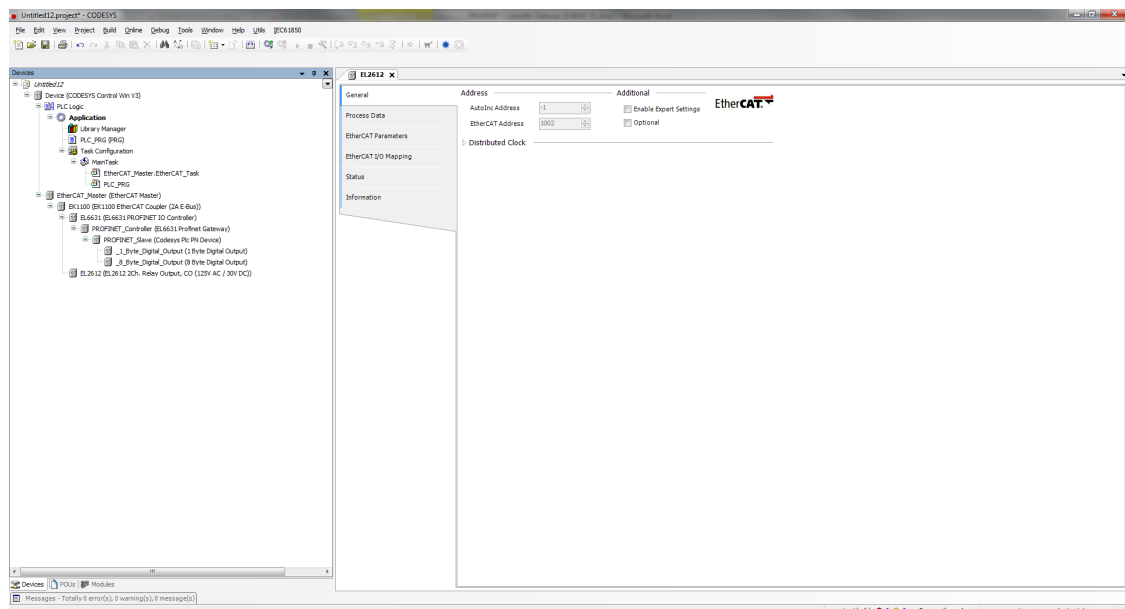 Untitled12.project* - CODESYS
File Edit View Project Build Online Debug Tools Window Help Utils IEC61850
Devices
Untitled12
Device (CODESYS Control Win V3)
PLC Logic
Application
Library Manager
PLC_PRG (PRG)
Task Configuration
MainTask
EtherCAT_Master.EtherCAT_Task
PLC_PRG
EtherCAT_Master (EtherCAT Master)
EK1100 (EK1100 EtherCAT Coupler (2A E-Bus))
EL6631 (EL6631 PROFINET IO Controller)
PROFINET_Controller (EL6631 Profinet Gateway)
PROFINET_Slave (Codesys Plc PN Device)
_1_Byte_Digital_Output (1 Byte Digital Output)
_8_Byte_Digital_Output (8 Byte Digital Output)
EL2612 (EL2612 2Ch. Relay Output, CO (125V AC / 30V DC))
Devices POUs Modules
Messages - Totally 0 error(s), 0 warning(s), 0 message(s)
EL2612
General
Process Data
EtherCAT Parameters
EtherCAT I/O Mapping
Status
Information
Address
AutoInc Address -1
EtherCAT Address 1002
Distributed Clock
Additional
Enable Expert Settings
Optional
EtherCAT